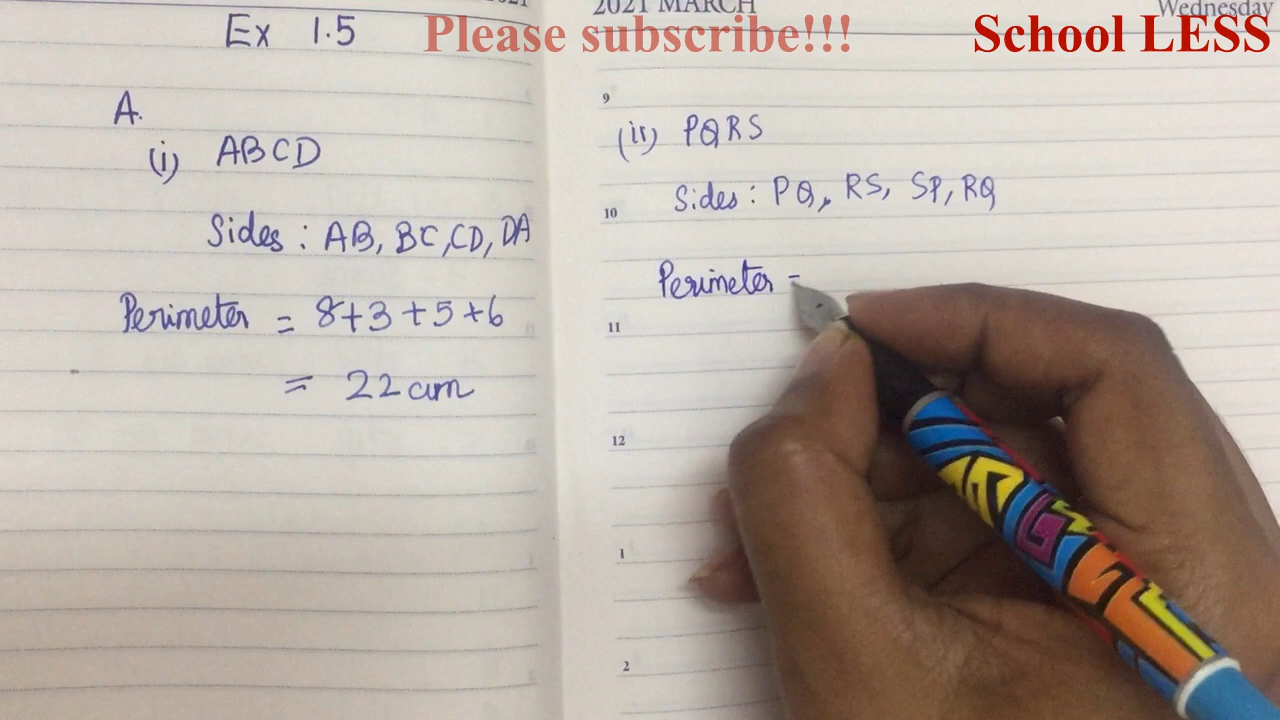 2021 MARCH
Wednesday
Please subscribe!!!
School LESS
Ex 1.5
A.
(i) ABCD
Sides : AB, BC, CD, DA
Perimeter = 8+3+5+6
= 22 cm
9
(ii) PQRS
Sides : PQ, RS, SP, RQ
10
Perimeter =
11
12
1
2